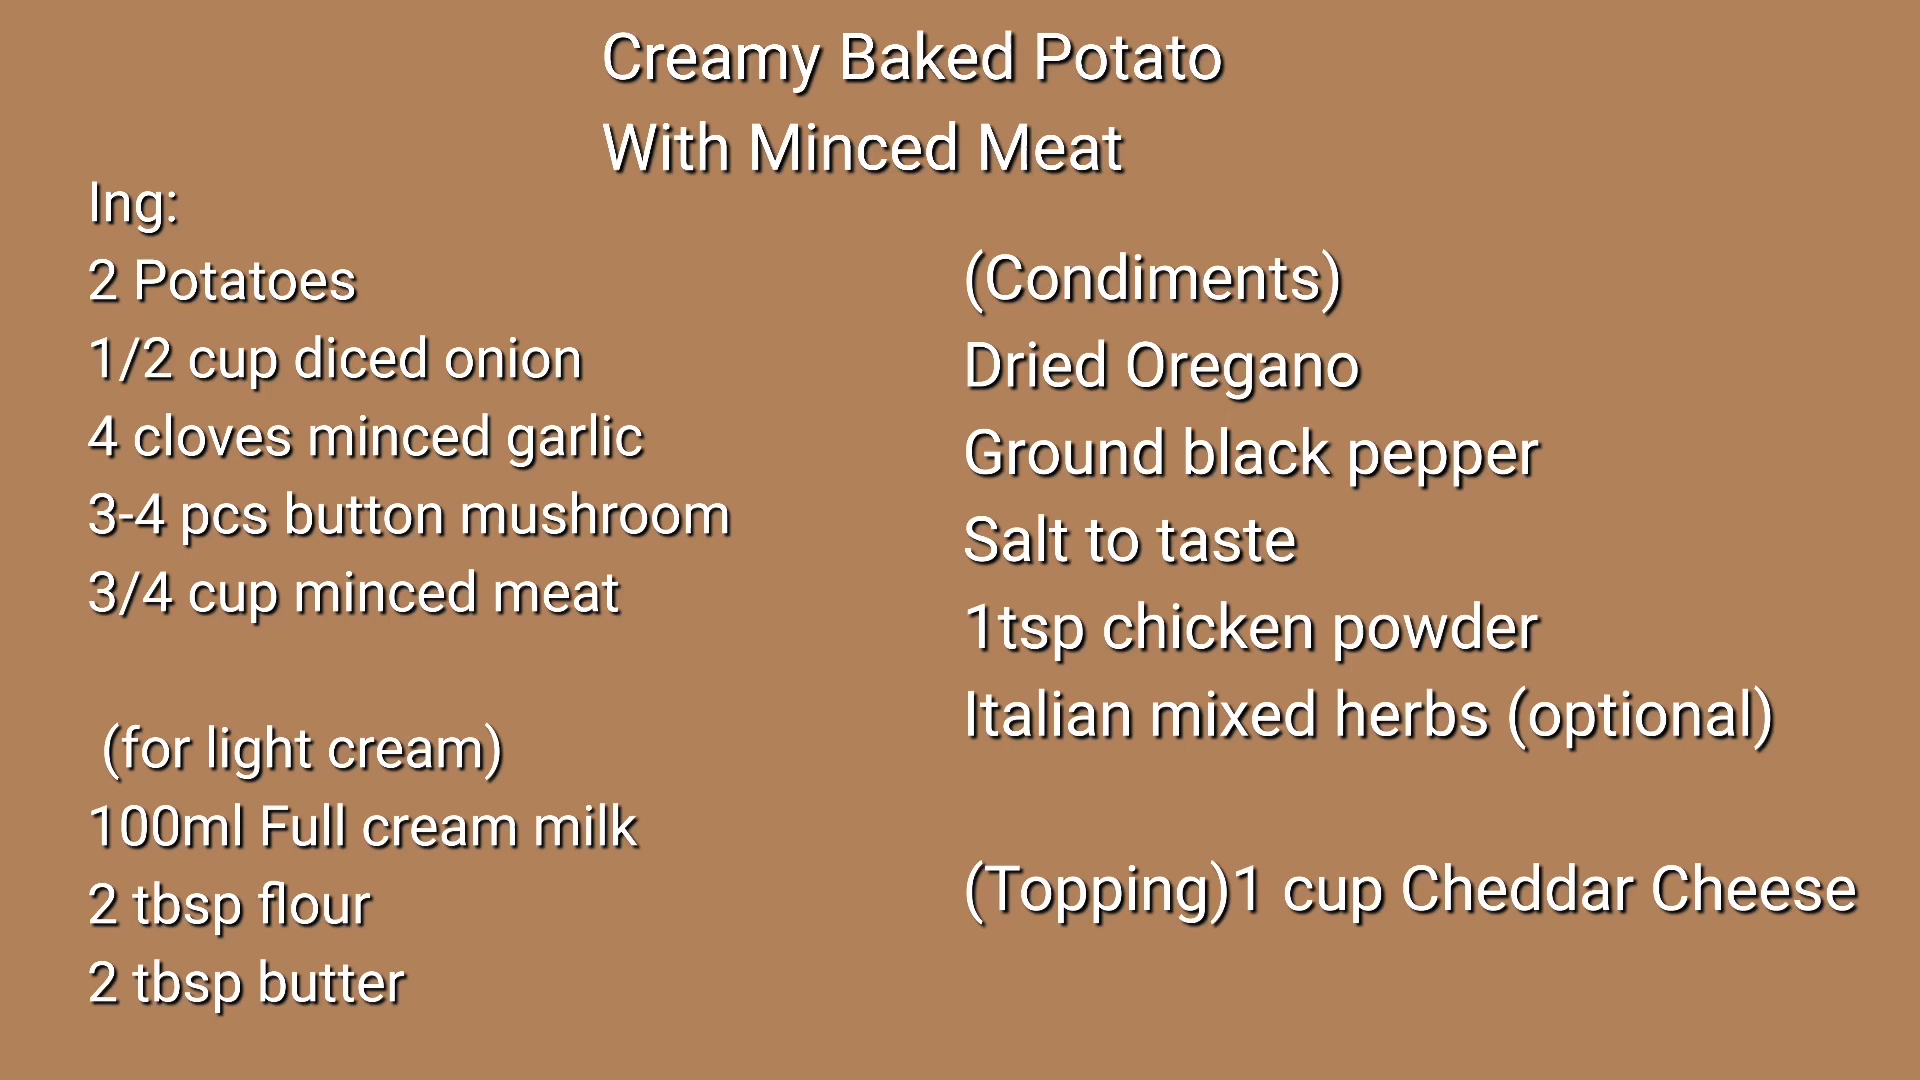 Creamy Baked Potato
With Minced Meat
Ing:
2 Potatoes
1/2 cup diced onion
4 cloves minced garlic
3-4 pcs button mushroom
3/4 cup minced meat
(for light cream)
100ml Full cream milk
2 tbsp flour
2 tbsp butter
(Condiments)
Dried Oregano
Ground black pepper
Salt to taste
1tsp chicken powder
Italian mixed herbs (optional)
(Topping)1 cup Cheddar Cheese